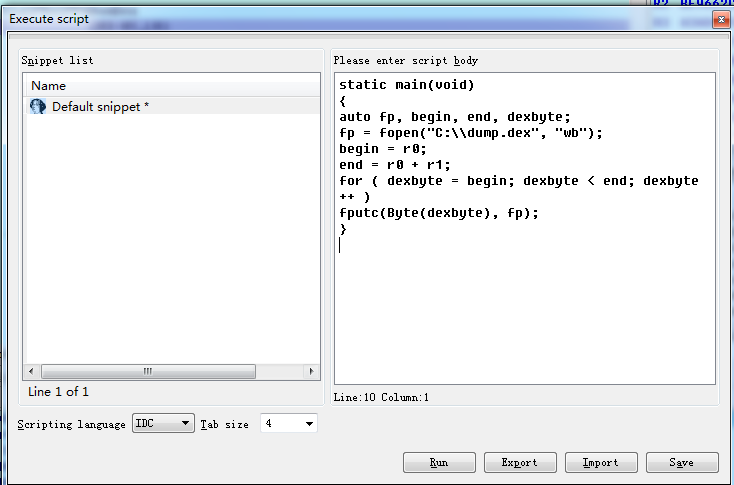 Execute script
Snippet list
Name
Default snippet *
Line 1 of 1
Please enter script body
static main(void)
{
auto fp, begin, end, dexbyte;
fp = fopen("C:\\dump.dex", "wb");
begin = r0;
end = r0 + r1;
for ( dexbyte = begin; dexbyte < end; dexbyte
++ )
fputc(Byte(dexbyte), fp);
}
Line:10 Column:1
Scripting language IDC Tab size 4
Run Export Import Save